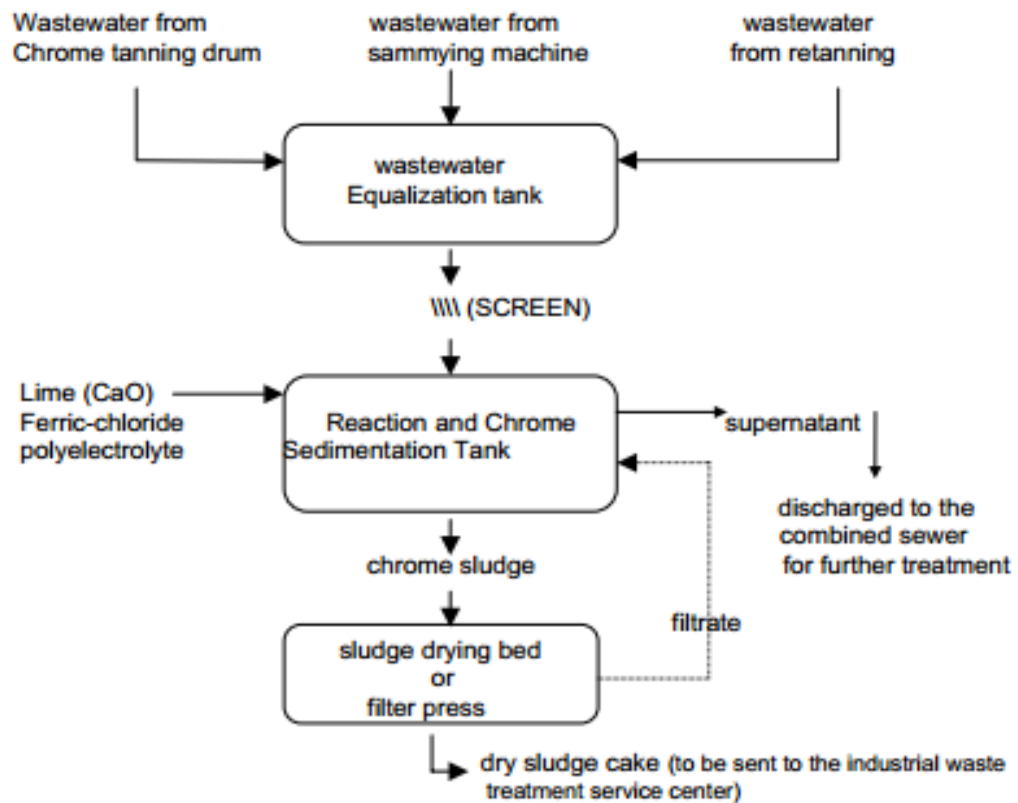 Wastewater from
Chrome tanning drum
wastewater from
sammying machine
wastewater
from retanning
wastewater
Equalization tank
\\\\ (SCREEN)
Lime (CaO)
Ferric-chloride
polyelectrolyte
Reaction and Chrome
Sedimentation Tank
supernatant
discharged to the
combined sewer
for further treatment
chrome sludge
filtrate
sludge drying bed
or
filter press
dry sludge cake (to be sent to the industrial waste
treatment service center)